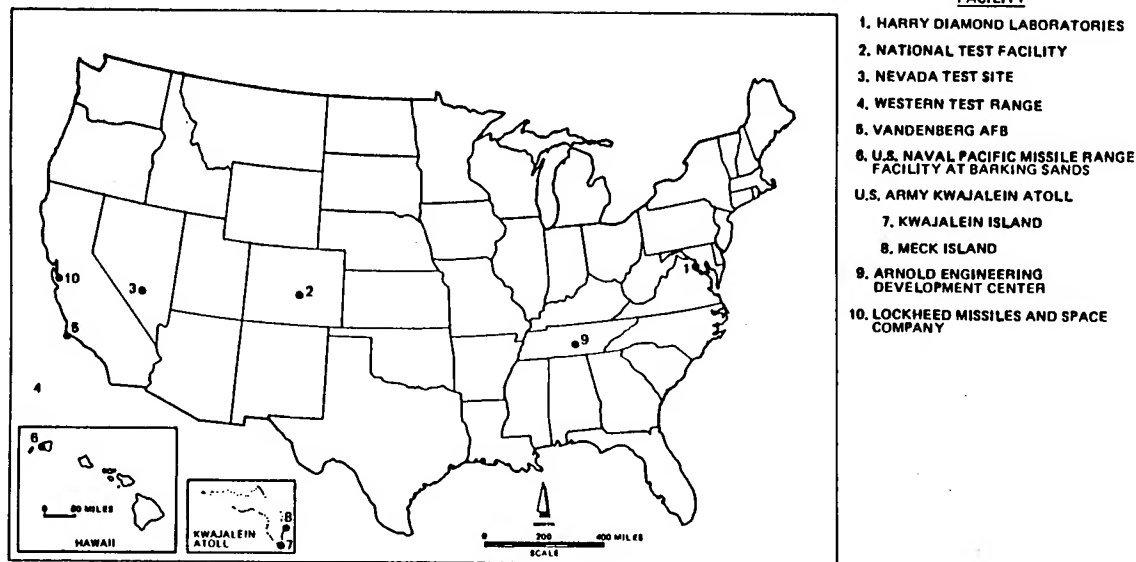 FACILITY
1. HARRY DIAMOND LABORATORIES
2. NATIONAL TEST FACILITY
3. NEVADA TEST SITE
4. WESTERN TEST RANGE
5. VANDENBERG AFB
6. U.S. NAVAL PACIFIC MISSILE RANGE
FACILITY AT BARKING SANDS
U.S. ARMY KWAJALEIN ATOLL
7. KWAJALEIN ISLAND
8. MECK ISLAND
9. ARNOLD ENGINEERING
DEVELOPMENT CENTER
10. LOCKHEED MISSILES AND SPACE
COMPANY
1
10
3
2
5
9
4
6
0 80 MILES
HAWAII
8
KWAJALEIN
ATOLL
7
0 200 400 MILES
SCALE